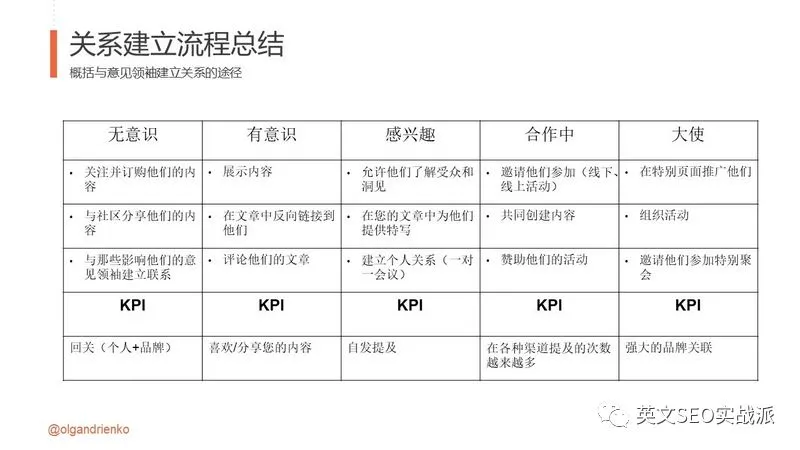 关系建立流程总结
概括与意见领袖建立关系的途径
无意识 有意识 感兴趣 合作中 大使
• 关注并订购他们的内
容
• 展示内容
• 允许他们了解受众和
洞见
• 邀请他们参加（线下、
线上活动）
• 在特别页面推广他们
• 与社区分享他们的内
容
• 在文章中反向链接到
他们
• 在您的文章中为他们
提供特写
• 共同创建内容
• 组织活动
• 与那些影响他们的意
见领袖建立联系
• 评论他们的文章
• 建立个人关系（一对
一会议）
• 赞助他们的活动
• 邀请他们参加特别聚
会
KPI KPI KPI KPI KPI
回关（个人+品牌）
喜欢/分享您的内容
自发提及
在各种渠道提及的次数
越来越多
强大的品牌关联
@olgandrienko
英文SEO实战派